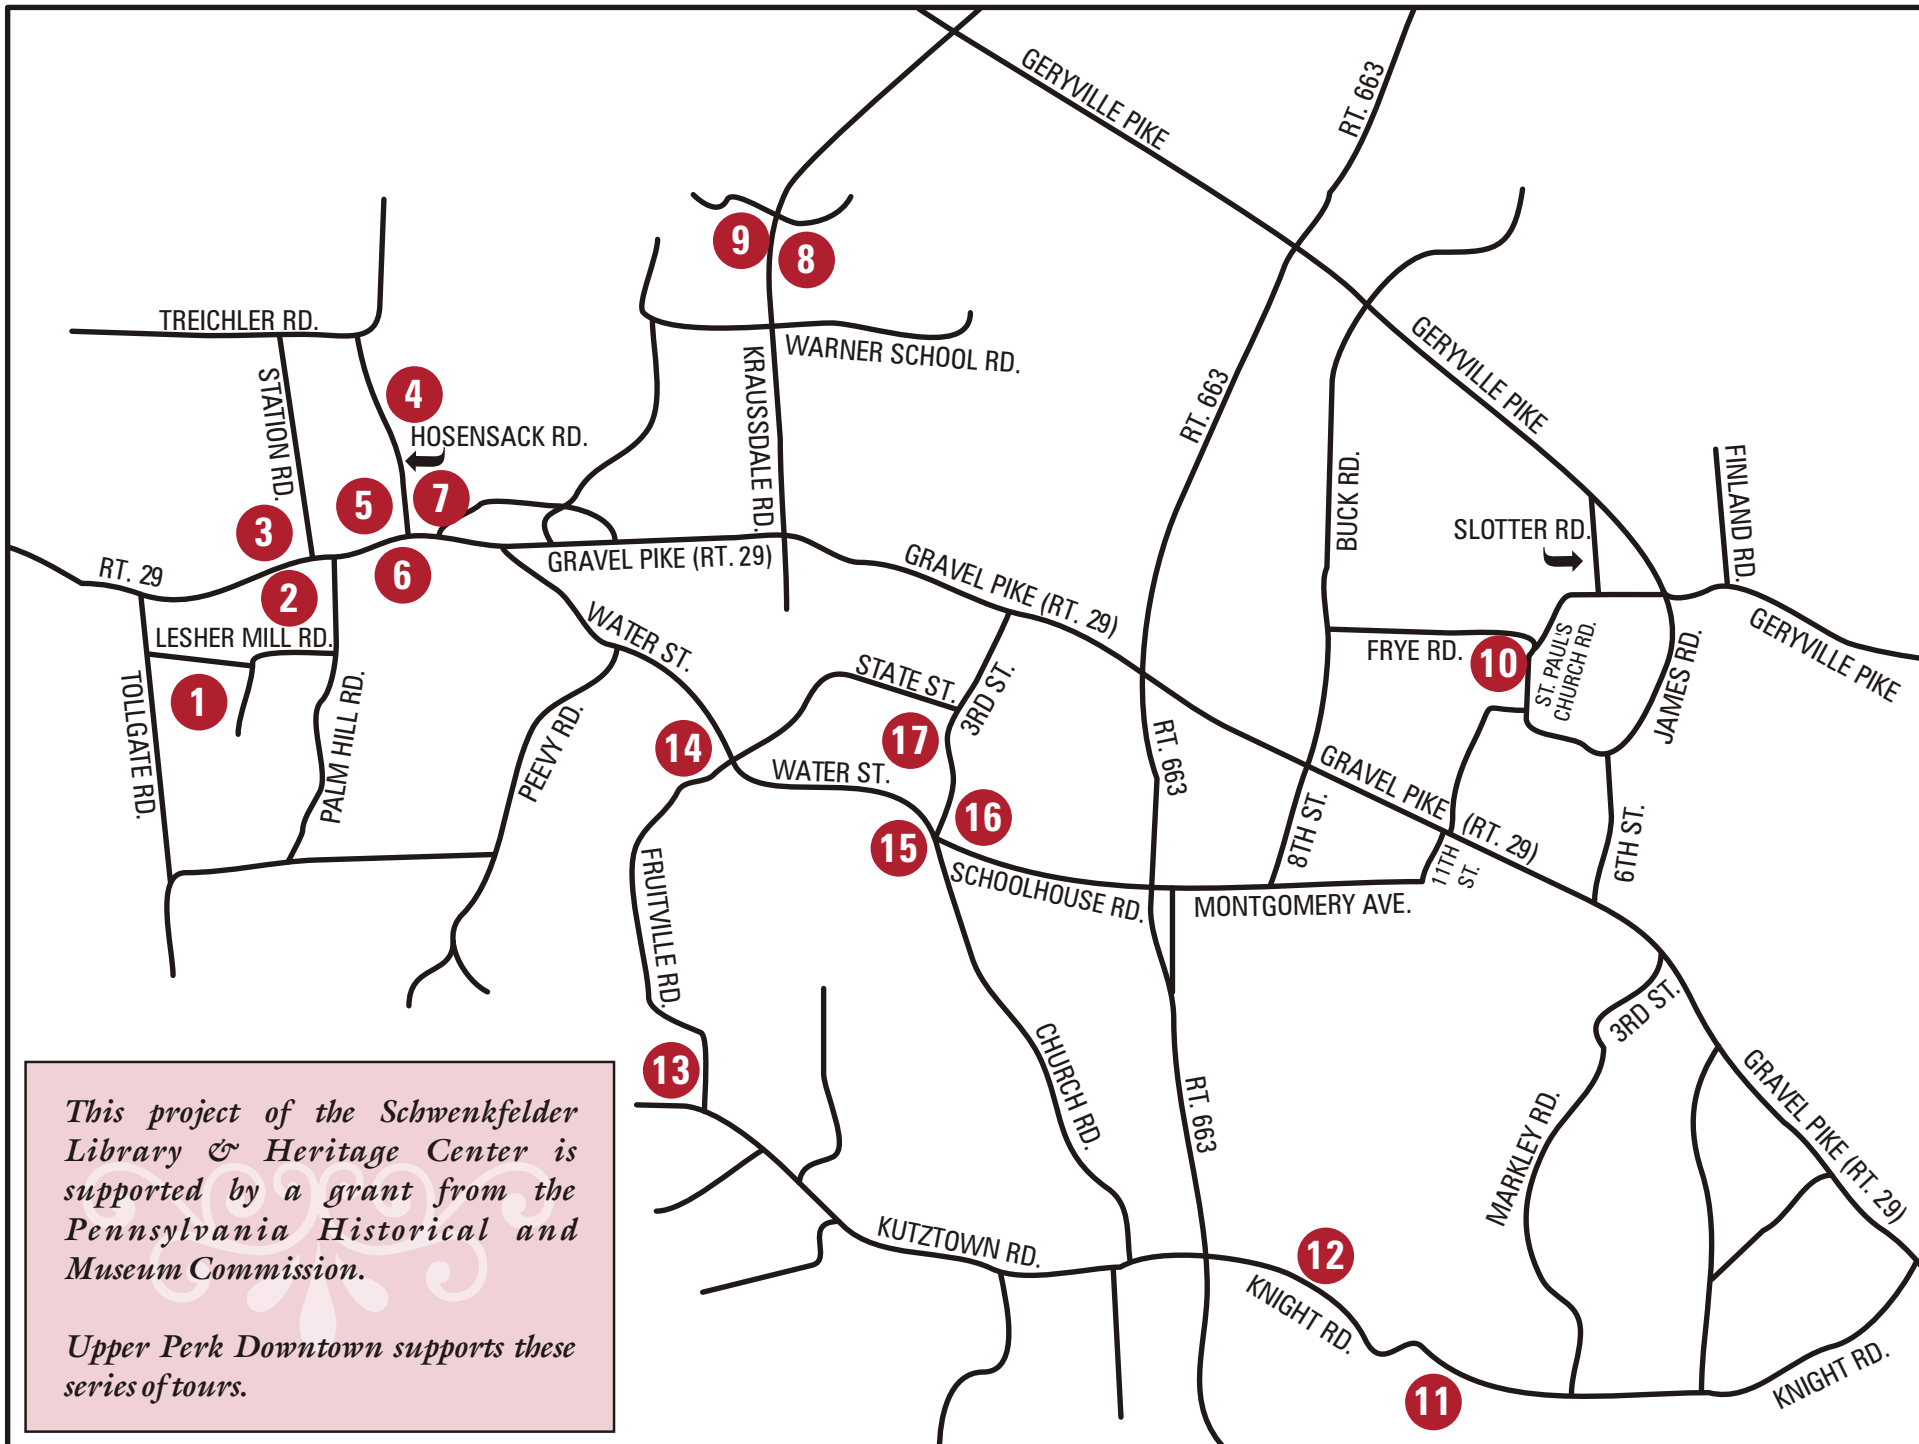 GERYVILLE PIKE
RT. 663
9
8
TREICHLER RD.
WARNER SCHOOL RD.
KRAUSSDALE RD.
STATION RD.
4
HOSENSACK RD.
RT. 663
GERYVILLE PIKE
BUCK RD.
FINLAND RD.
SLOTTER RD.
5
7
3
6
2
RT. 29
GRAVEL PIKE (RT. 29)
GRAVEL PIKE (RT. 29)
LESHER MILL RD.
1
TOLLGATE RD.
PALM HILL RD.
PEEVY RD.
WATER ST.
STATE ST.
3RD ST.
FRYE RD.
10
ST. PAUL'S
CHURCH RD.
JAMES RD.
GERYVILLE PIKE
14
17
WATER ST.
RT. 663
GRAVEL PIKE (RT. 29)
15
16
SCHOOLHOUSE RD.
8TH ST.
MONTGOMERY AVE.
11TH
ST.
6TH ST.
FRUITVILLE RD.
3RD ST.
13
CHURCH RD.
RT. 663
MARKLEY RD.
GRAVEL PIKE (RT. 29)
KUTZTOWN RD.
12
KNIGHT RD.
11
KNIGHT RD.
This project of the Schwenkfelder
Library & Heritage Center is
supported by a grant from the
Pennsylvania Historical and
Museum Commission.
Upper Perk Downtown supports these
series of tours.